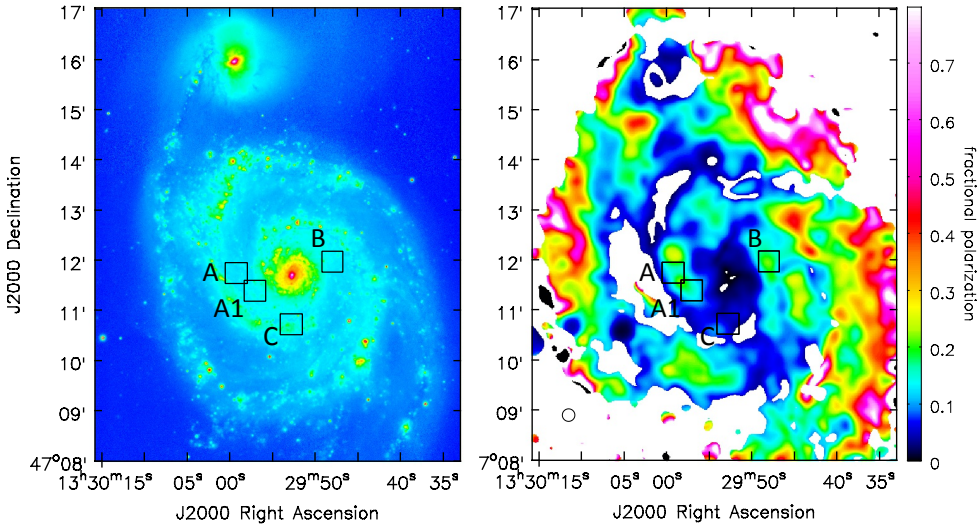 17'
16'
15'
14'
13'
12'
11'
10'
09'
47°08'
J2000 Declination
A
A1
B
C
13ʰ30ᵐ15ˢ
05ˢ
00ˢ
29ᵐ50ˢ
40ˢ
35ˢ
J2000 Right Ascension
17'
16'
15'
14'
13'
12'
11'
10'
09'
7°08'
A
A1
B
C
13ʰ30ᵐ15ˢ
05ˢ
00ˢ
29ᵐ50ˢ
40ˢ
35ˢ
J2000 Right Ascension
0.7
0.6
0.5
0.4
0.3
0.2
0.1
0
fractional polarization